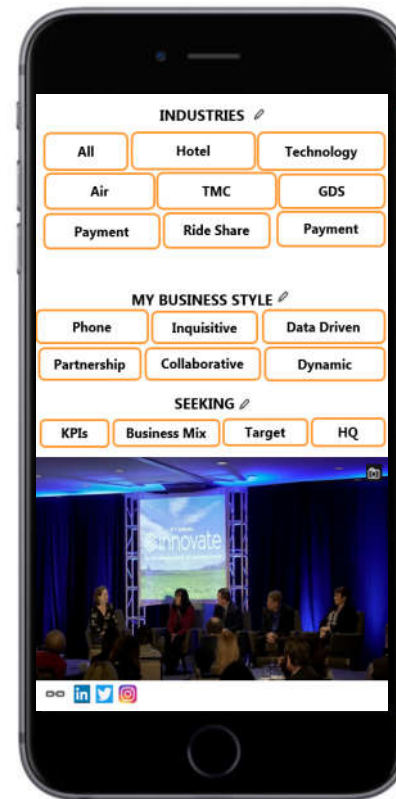 INDUSTRIES
All Hotel Technology
Air TMC GDS
Payment Ride Share Payment
MY BUSINESS STYLE
Phone Inquisitive Data Driven
Partnership Collaborative Dynamic
SEEKING
KPIs Business Mix Target HQ
innovate
in